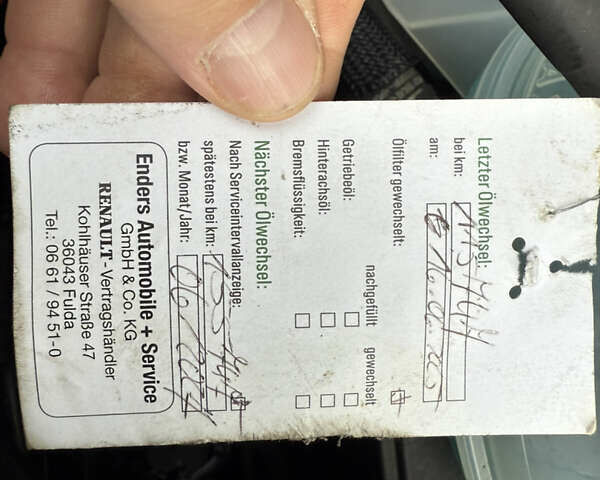 Letzter Ölwechsel:
bei km:
am:
Ölfilter gewechselt:
nachgefüllt gewechselt
Getriebeöl:
Hinterachsöl:
Bremsflüssigkeit:
Nächster Ölwechsel:
Nach Serviceintervallanzeige:
spätestens bei km:
bzw. Monat/Jahr: 06
Enders Automobile + Service
GmbH & Co. KG
RENAULT-Vertragshändler
Kohlhäuser Straße 47
36043 Fulda
Tel.: 06 61 / 94 51-0